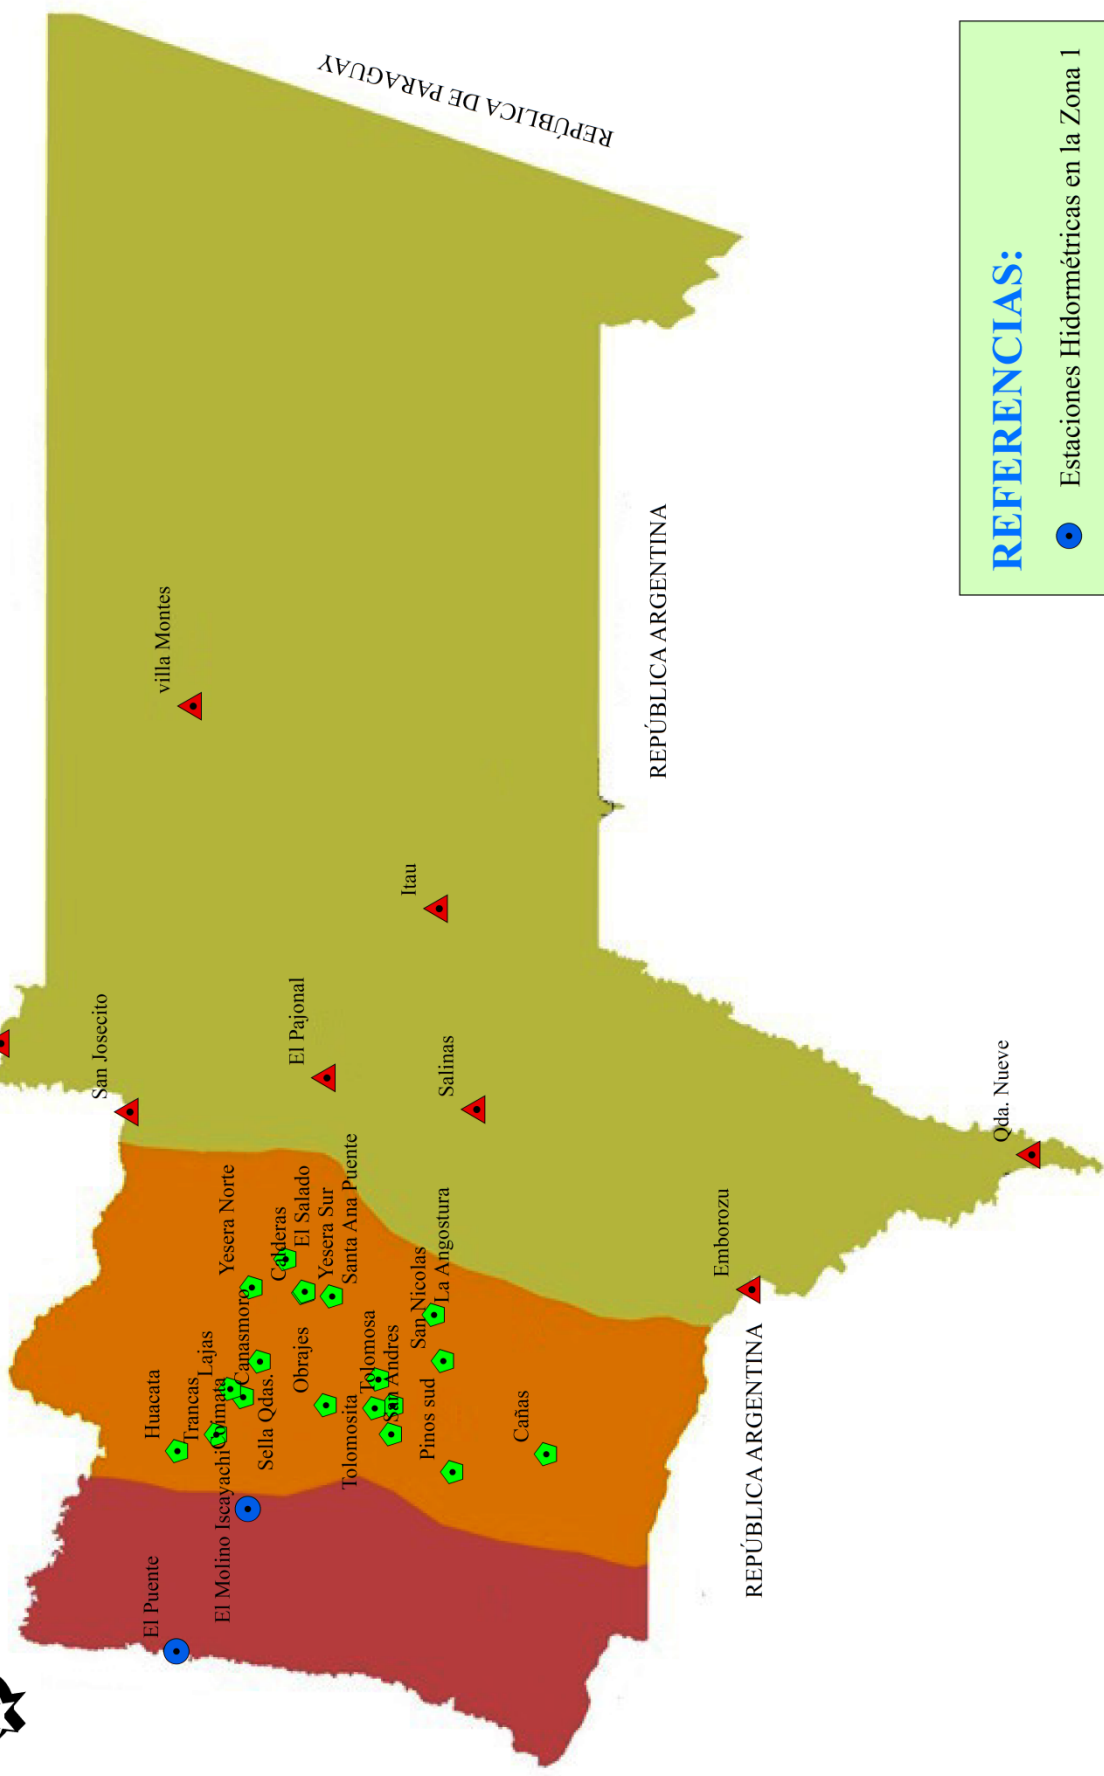 REPÚBLICA DE PARAGUAY
villa Montes
REPÚBLICA ARGENTINA
Itau
San Josecito
El Pajonal
Salinas
Qda. Nueve
Emborozu
Yesera Norte
Calderas
El Salado
Yesera Sur
Santa Ana Puente
San Nicolas
La Angostura
Huacata
Trancas
Lajas
Coimata
Canasmoro
Sella Qdas.
Obrajes
Tolomosa
San Andres
Tolomosita
Pinos sud
Cañas
El Puente
El Molino Iscayachi
REPÚBLICA ARGENTINA
REFERENCIAS:
Estaciones Hidormétricas en la Zona 1